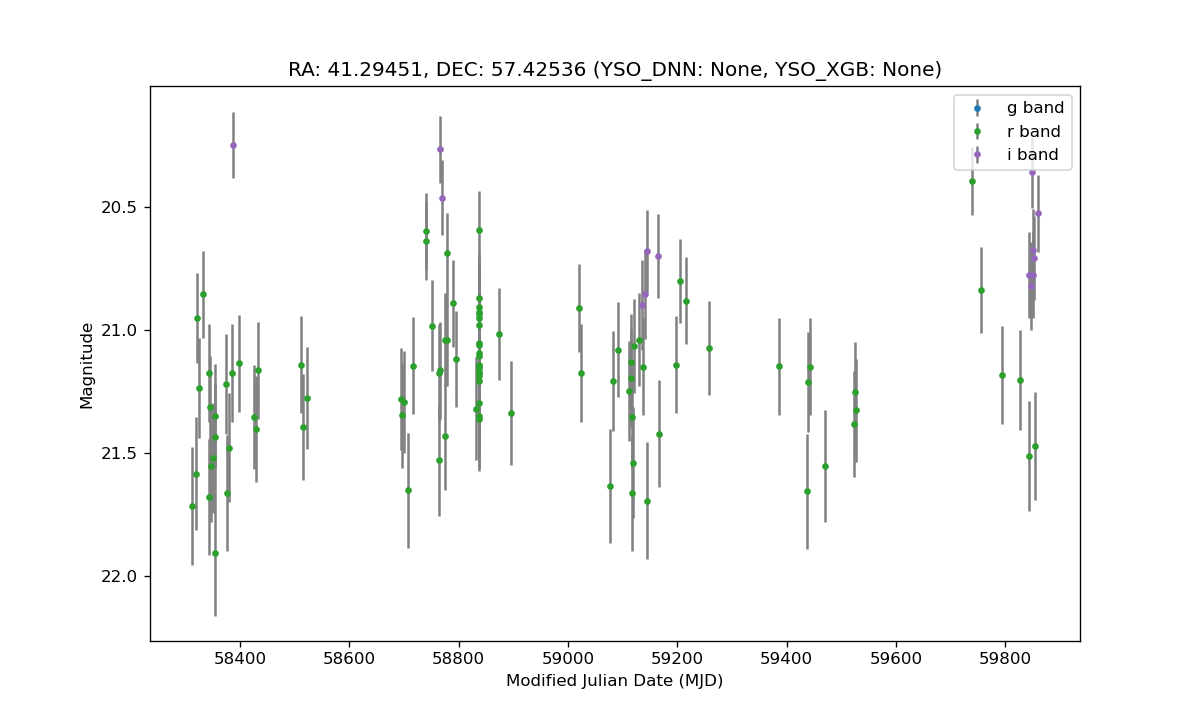 RA: 41.29451, DEC: 57.42536 (YSO_DNN: None, YSO_XGB: None)
g band
r band
i band
Magnitude
20.5
21.0
21.5
22.0
58400 58600 58800 59000 59200 59400 59600 59800
Modified Julian Date (MJD)